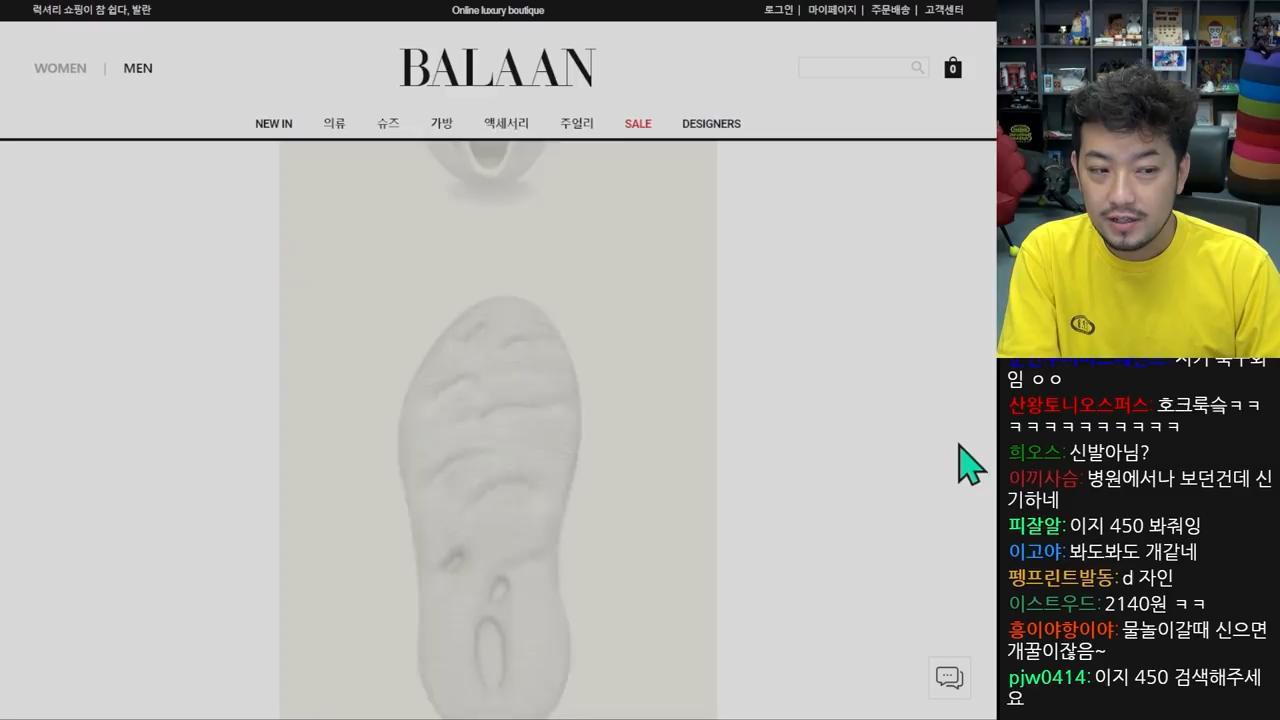 럭셔리 쇼핑이 참 쉽다, 발란
Online luxury boutique
로그인 | 마이페이지 | 주문배송 | 고객센터
WOMEN | MEN
BALAAN
0
NEW IN 의류 슈즈 가방 액세서리 주얼리 SALE DESIGNERS
임 ㅇㅇ
산왕토니오스퍼스: 호크룩슼ㅋㅋ
ㅋㅋㅋㅋㅋㅋㅋㅋㅋㅋ
희오스: 신발아님?
이끼사슴: 병원에서나 보던건데 신
기하네
피잘알: 이지 450 봐줘잉
이고야: 봐도봐도 개같네
펭프린트발동: d 자인
이스트우드: 2140원 ㅋㅋ
흥이야항이야: 물놀이갈때 신으면
개꿀이잖음~
pjw0414: 이지 450 검색해주세
요